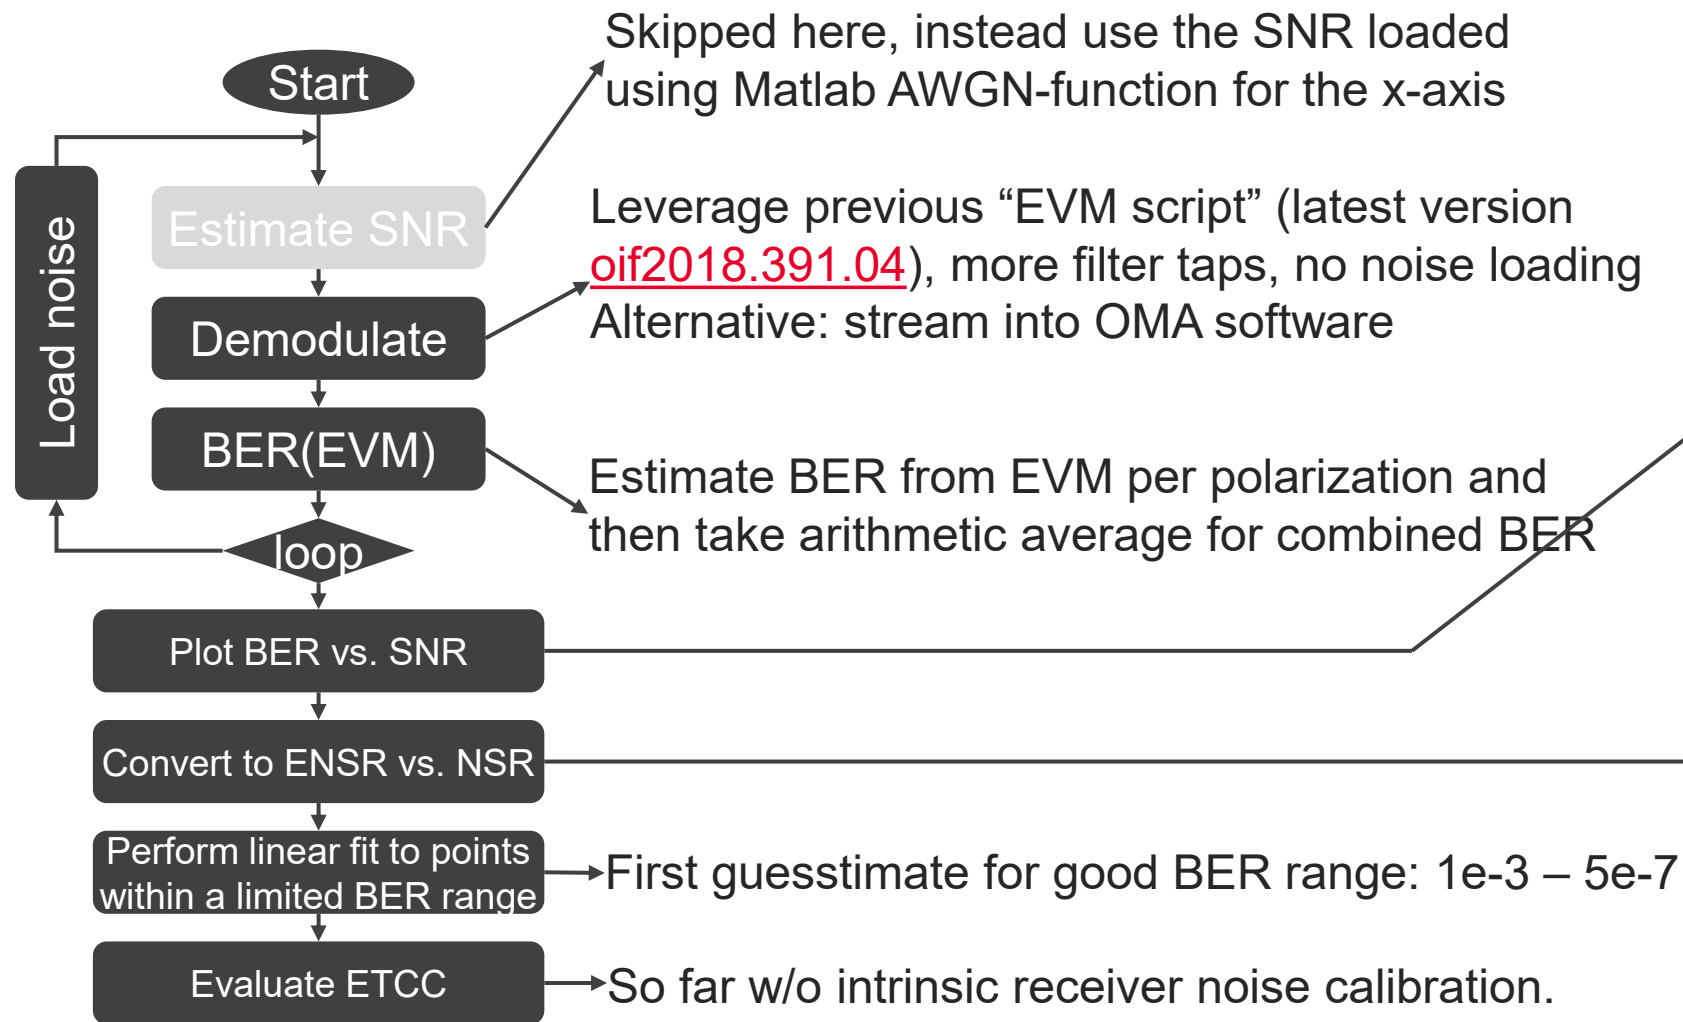 Start
Skipped here, instead use the SNR loaded
using Matlab AWGN-function for the x-axis
Load noise
Estimate SNR
Leverage previous “EVM script” (latest version
oif2018.391.04), more filter taps, no noise loading
Alternative: stream into OMA software
Demodulate
BER(EVM)
Estimate BER from EVM per polarization and
then take arithmetic average for combined BER
loop
Plot BER vs. SNR
Convert to ENSR vs. NSR
Perform linear fit to points
within a limited BER range
First guesstimate for good BER range: 1e-3 – 5e-7
Evaluate ETCC
So far w/o intrinsic receiver noise calibration.